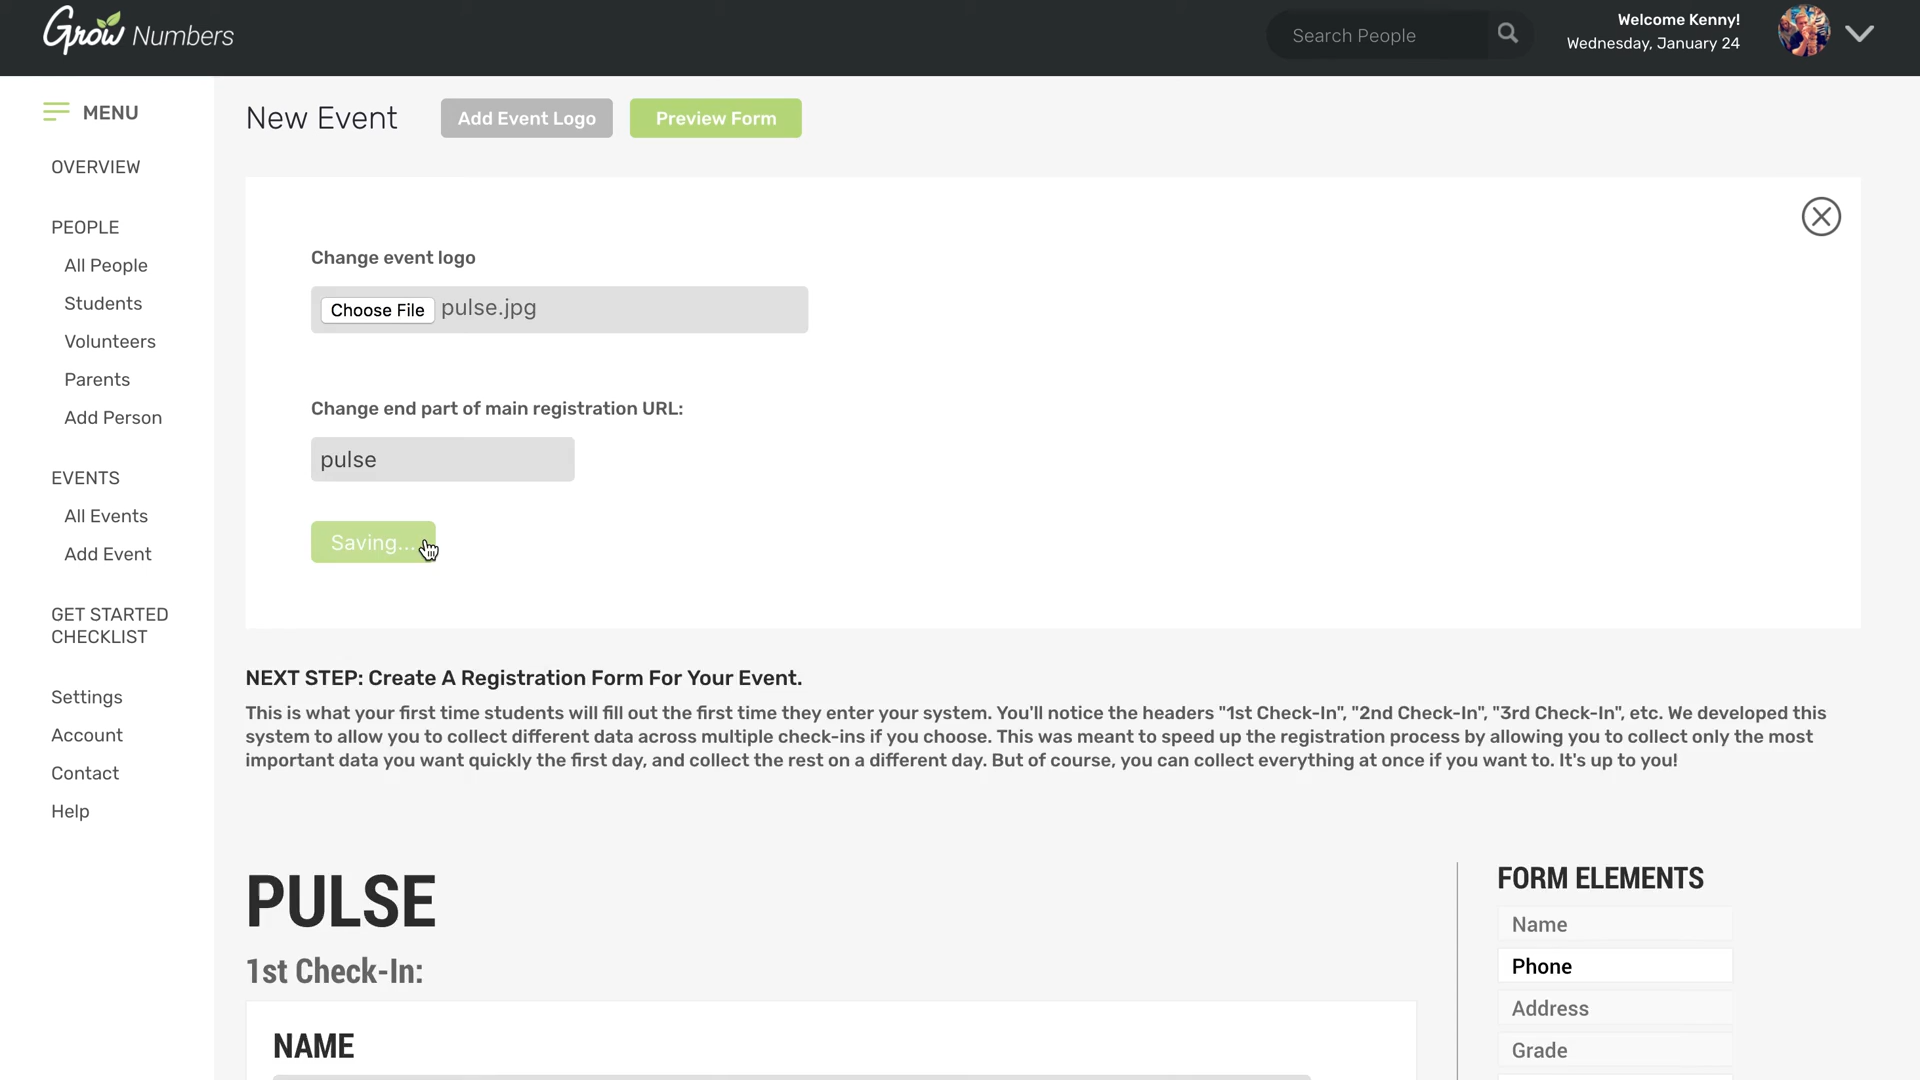 Grow Numbers
Search People
Welcome Kenny!
Wednesday, January 24
MENU
OVERVIEW
PEOPLE
All People
Students
Volunteers
Parents
Add Person
EVENTS
All Events
Add Event
GET STARTED
CHECKLIST
Settings
Account
Contact
Help
New Event
Add Event Logo
Preview Form
Change event logo
Choose File pulse.jpg
Change end part of main registration URL:
pulse
Saving...
NEXT STEP: Create A Registration Form For Your Event.
This is what your first time students will fill out the first time they enter your system. You'll notice the headers "1st Check-In", "2nd Check-In", "3rd Check-In", etc. We developed this
system to allow you to collect different data across multiple check-ins if you choose. This was meant to speed up the registration process by allowing you to collect only the most
important data you want quickly the first day, and collect the rest on a different day. But of course, you can collect everything at once if you want to. It's up to you!
PULSE
1st Check-In:
NAME
FORM ELEMENTS
Name
Phone
Address
Grade